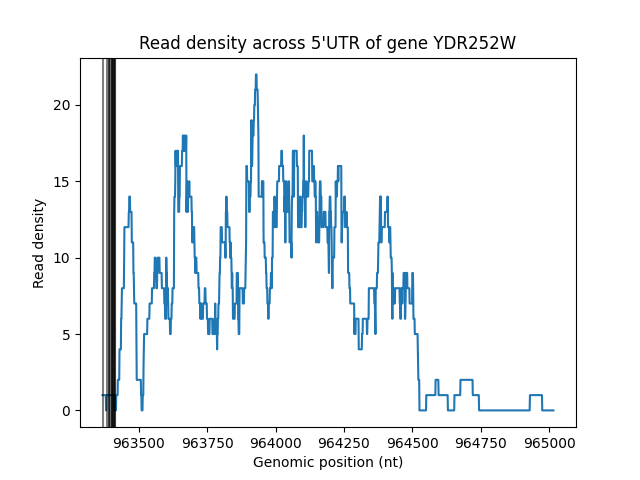 Read density across 5'UTR of gene YDR252W
Read density
20
15
10
5
0
963500 963750 964000 964250 964500 964750 965000
Genomic position (nt)